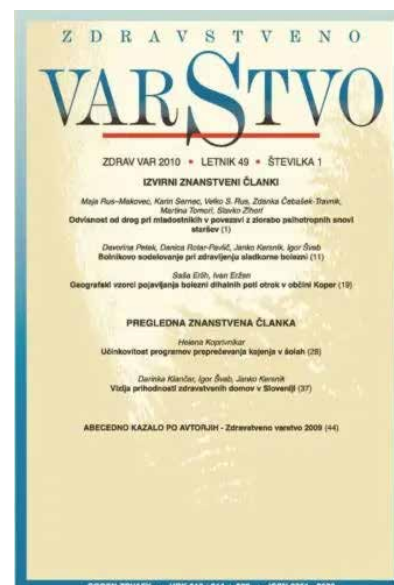 ZDRAVSTVENO
VARSTVO
ZDRAV VAR 2010 • LETNIK 49 • ŠTEVILKA 1
IZVIRNI ZNANSTVENI ČLANKI
Maja Rus-Makovec, Karin Sernec, Velko S. Rus, Zdenka Čebašek-Travnik,
Martina Tomori, Slavko Ziherl
Odvisnost od drog pri mladostnikih v povezavi z zlorabo psihotropnih snovi
staršev (1)
Davorina Petek, Danica Rotar-Pavlič, Janko Kersnik, Igor Švab
Bolnikovo sodelovanje pri zdravljenju sladkorne bolezni (11)
Saša Erlih, Ivan Eržen
Geografski vzorci pojavljanja bolezni dihalnih poti otrok v občini Koper (19)
PREGLEDNA ZNANSTVENA ČLANKA
Helena Koprivnikar
Učinkovitost programov preprečevanja kajenja v šolah (28)
Darinka Klančar, Igor Švab, Janko Kersnik
Vizija prihodnosti zdravstvenih domov v Sloveniji (37)
ABECEDNO KAZALO PO AVTORJIH - Zdravstveno varstvo 2009 (44)